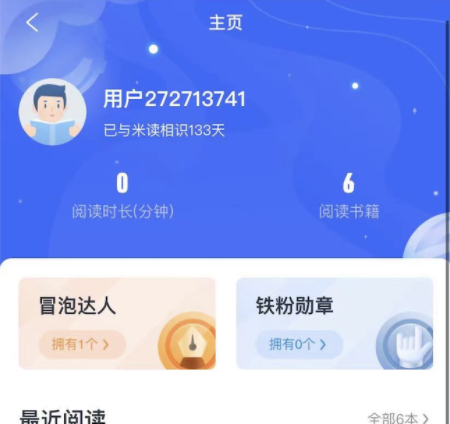 主页
用户272713741
已与米读相识133天
0
6
阅读时长(分钟)
阅读书籍
冒泡达人
铁粉勋章
拥有1个 >
拥有0个 >
最近阅读
全部6本 >